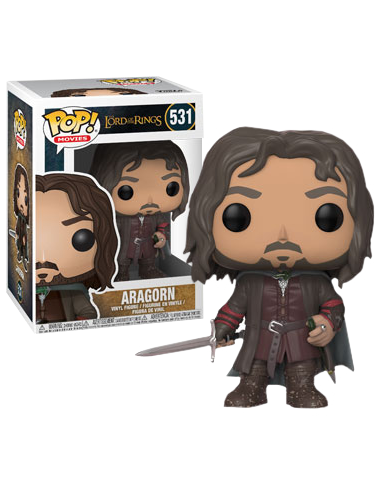 POP!
MOVIES
THE LORD OF THE RINGS
531
ARAGORN
VINYL FIGURE / FIGURINE EN VINYLE /
FIGURA DE VINIL